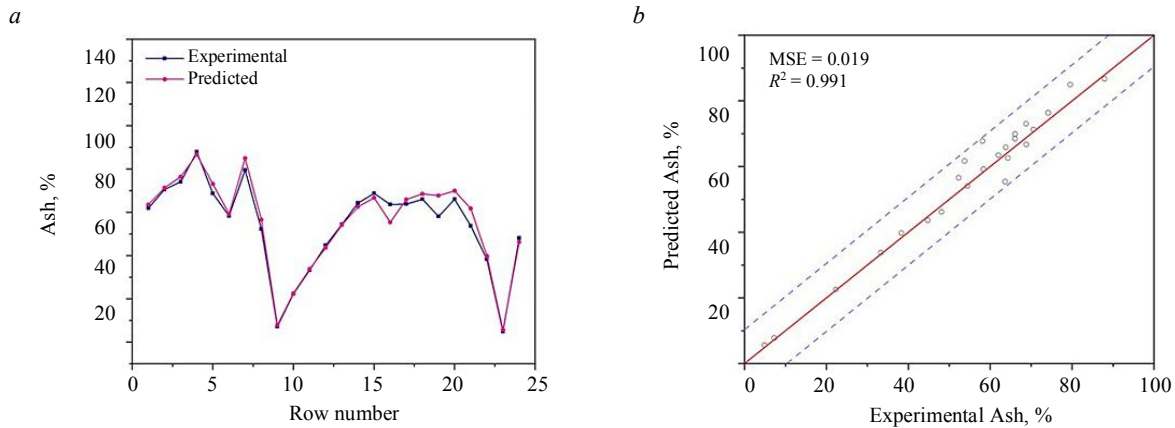 a
140
120
100
80
60
40
20
Ash, %
Experimental
Predicted
0
5
10
15
20
25
Row number
b
100
80
60
40
20
Predicted Ash, %
MSE = 0.019
R² = 0.991
0
20
40
60
80
100
Experimental Ash, %